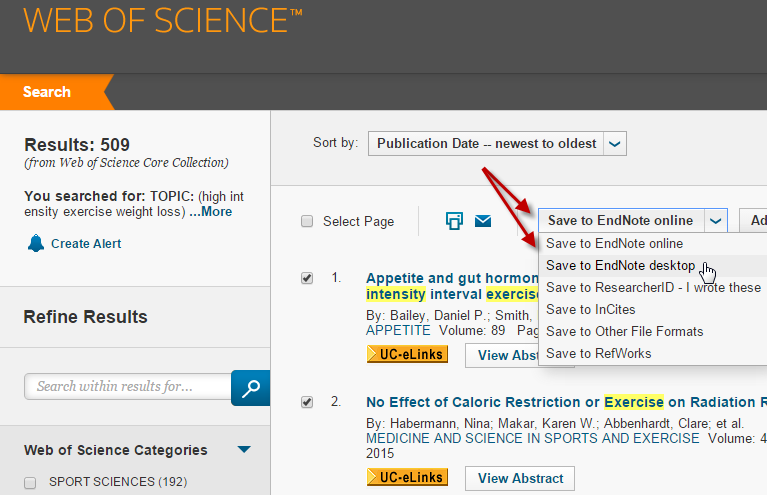 WEB OF SCIENCE™
Search
Results: 509
(from Web of Science Core Collection)
You searched for: TOPIC: (high int
ensity exercise weight loss) ...More
Create Alert
Refine Results
Search within results for...
Web of Science Categories
SPORT SCIENCES (192)
Sort by: Publication Date -- newest to oldest
Select Page
Save to EndNote online
Ad
Save to EndNote online
Save to EndNote desktop
Save to ResearcherID - I wrote these
Save to InCites
Save to Other File Formats
Save to RefWorks
1. Appetite and gut hormon
intensity interval exercis
By: Bailey, Daniel P.; Smith,
APPETITE Volume: 89 Pag
UC-eLinks View Abst
2. No Effect of Caloric Restriction or Exercise on Radiation R
By: Habermann, Nina; Makar, Karen W.; Abbenhardt, Clare; et al.
MEDICINE AND SCIENCE IN SPORTS AND EXERCISE Volume: 4
2015
UC-eLinks View Abstract